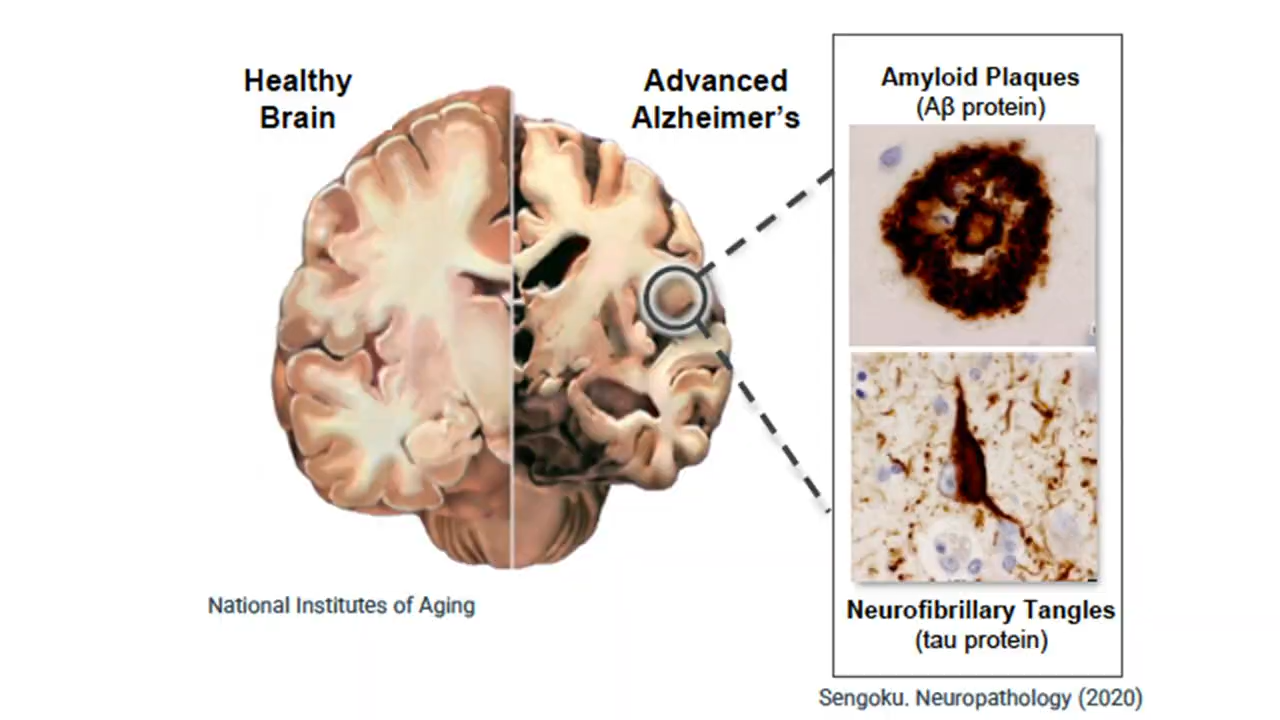 Healthy
Brain
Advanced
Alzheimer's
Amyloid Plaques
(Aβ protein)
Neurofibrillary Tangles
(tau protein)
National Institutes of Aging
Sengoku. Neuropathology (2020)